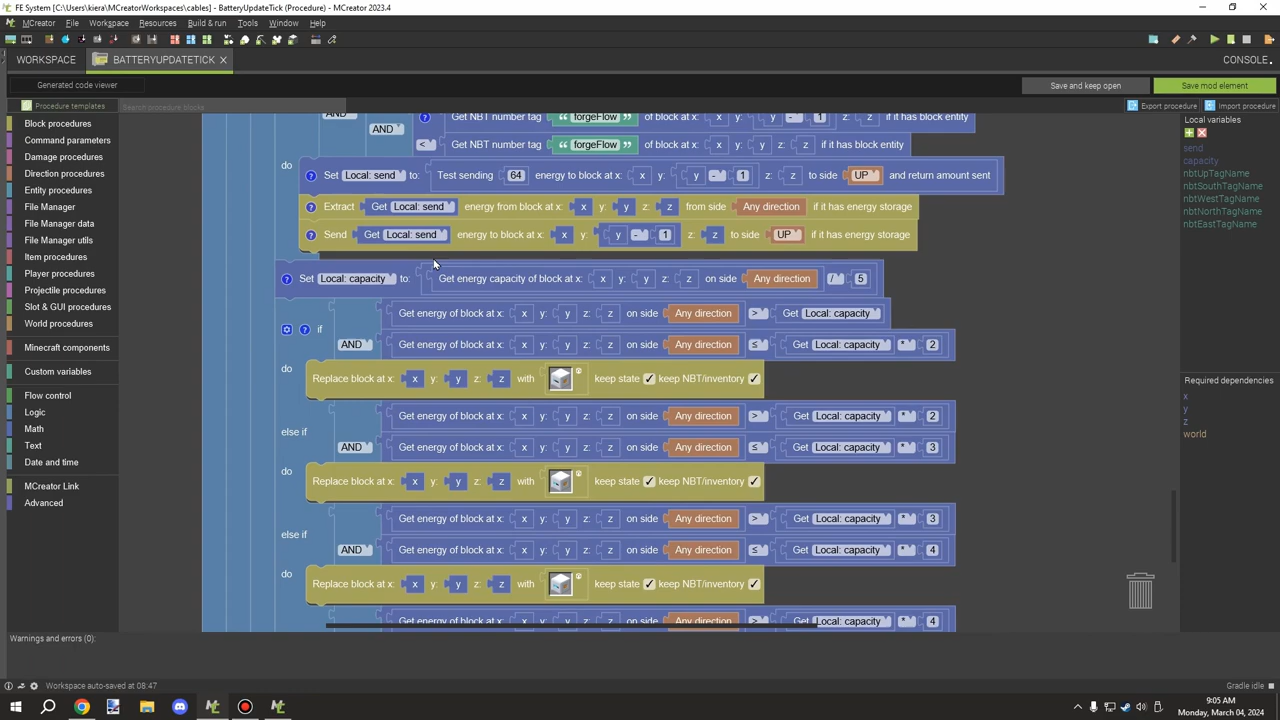 FE System [C:\Users\kiera\MCreatorWorkspaces\cables] - BatteryUpdateTick (Procedure) - MCreator 2023.4
MCreator File Workspace Resources Build & run Tools Window Help
WORKSPACE BATTERYUPDATETICK CONSOLE
Generated code viewer Save and keep open Save mod element
Procedure templates Search procedure blocks Export procedure Import procedure
Block procedures
Command parameters
Damage procedures
Direction procedures
Entity procedures
File Manager
File Manager data
File Manager utils
Item procedures
Player procedures
Projectile procedures
Slot & GUI procedures
World procedures
Minecraft components
Custom variables
Flow control
Logic
Math
Text
Date and time
MCreator Link
Advanced
AND Get NBT number tag “ forgeFlow ” of block at x: x y: y - 1 z: z if it has block entity
AND
< Get NBT number tag “ forgeFlow ” of block at x: x y: y z: z if it has block entity
do Set Local: send to: Test sending 64 energy to block at x: x y: y - 1 z: z to side UP and return amount sent
Extract Get Local: send energy from block at x: x y: y z: z from side Any direction if it has energy storage
Send Get Local: send energy to block at x: x y: y - 1 z: z to side UP if it has energy storage
Set Local: capacity to: Get energy capacity of block at x: x y: y z: z on side Any direction / 5
if Get energy of block at x: x y: y z: z on side Any direction > Get Local: capacity
AND Get energy of block at x: x y: y z: z on side Any direction ≤ Get Local: capacity * 2
do Replace block at x: x y: y z: z with keep state ✓ keep NBT/inventory ✓
else if Get energy of block at x: x y: y z: z on side Any direction > Get Local: capacity * 2
AND Get energy of block at x: x y: y z: z on side Any direction ≤ Get Local: capacity * 3
do Replace block at x: x y: y z: z with keep state ✓ keep NBT/inventory ✓
else if Get energy of block at x: x y: y z: z on side Any direction > Get Local: capacity * 3
AND Get energy of block at x: x y: y z: z on side Any direction ≤ Get Local: capacity * 4
do Replace block at x: x y: y z: z with keep state ✓ keep NBT/inventory ✓
Get energy of block at x: x y: y z: z on side Any direction > Get Local: capacity * 4
Local variables
send
capacity
nbtUpTagName
nbtSouthTagName
nbtWestTagName
nbtNorthTagName
nbtEastTagName
Required dependencies
x
y
z
world
Warnings and errors (0):
Workspace auto-saved at 08:47 Gradle idle
9:05 AM
Monday, March 04, 2024